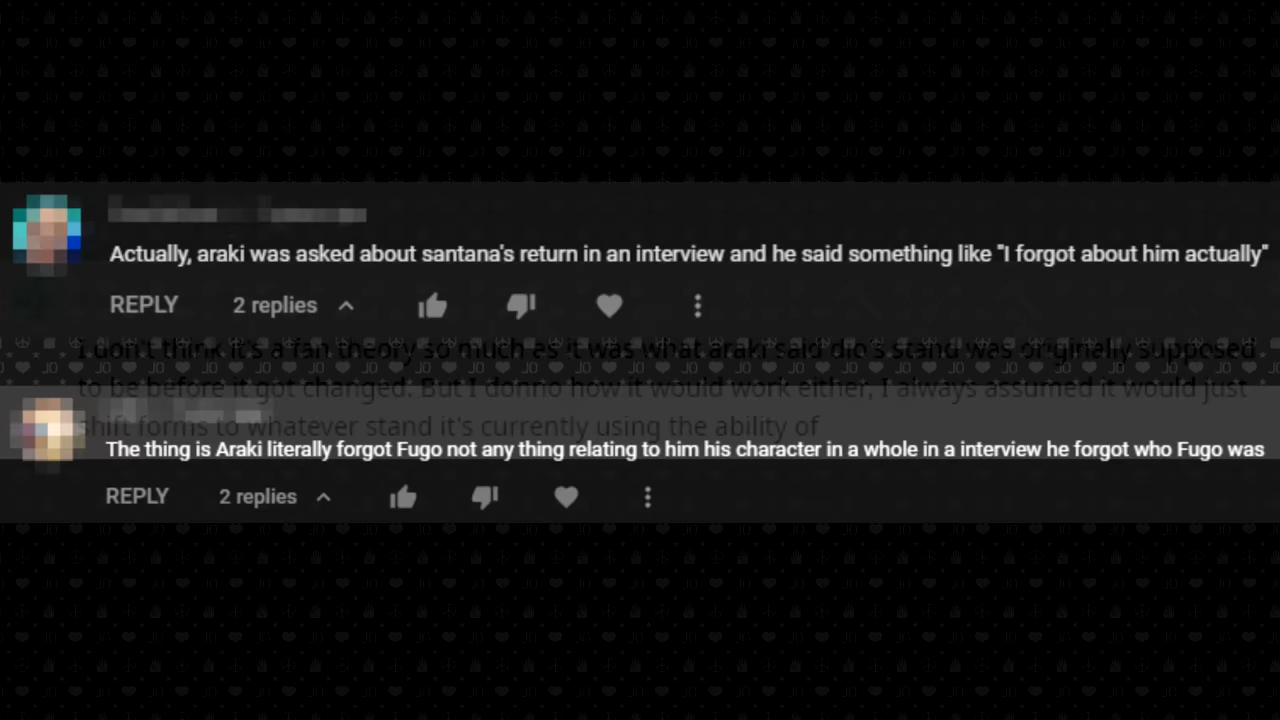 Actually, araki was asked about santana's return in an interview and he said something like "I forgot about him actually"
REPLY 2 replies
I don't think it's a fan theory so much as it was what araki said dio's stand was originally supposed
to be before it got changed. But I donno how it would work either, I always assumed it would just
shift forms to whatever stand it's currently using the ability of
The thing is Araki literally forgot Fugo not any thing relating to him his character in a whole in a interview he forgot who Fugo was
REPLY 2 replies